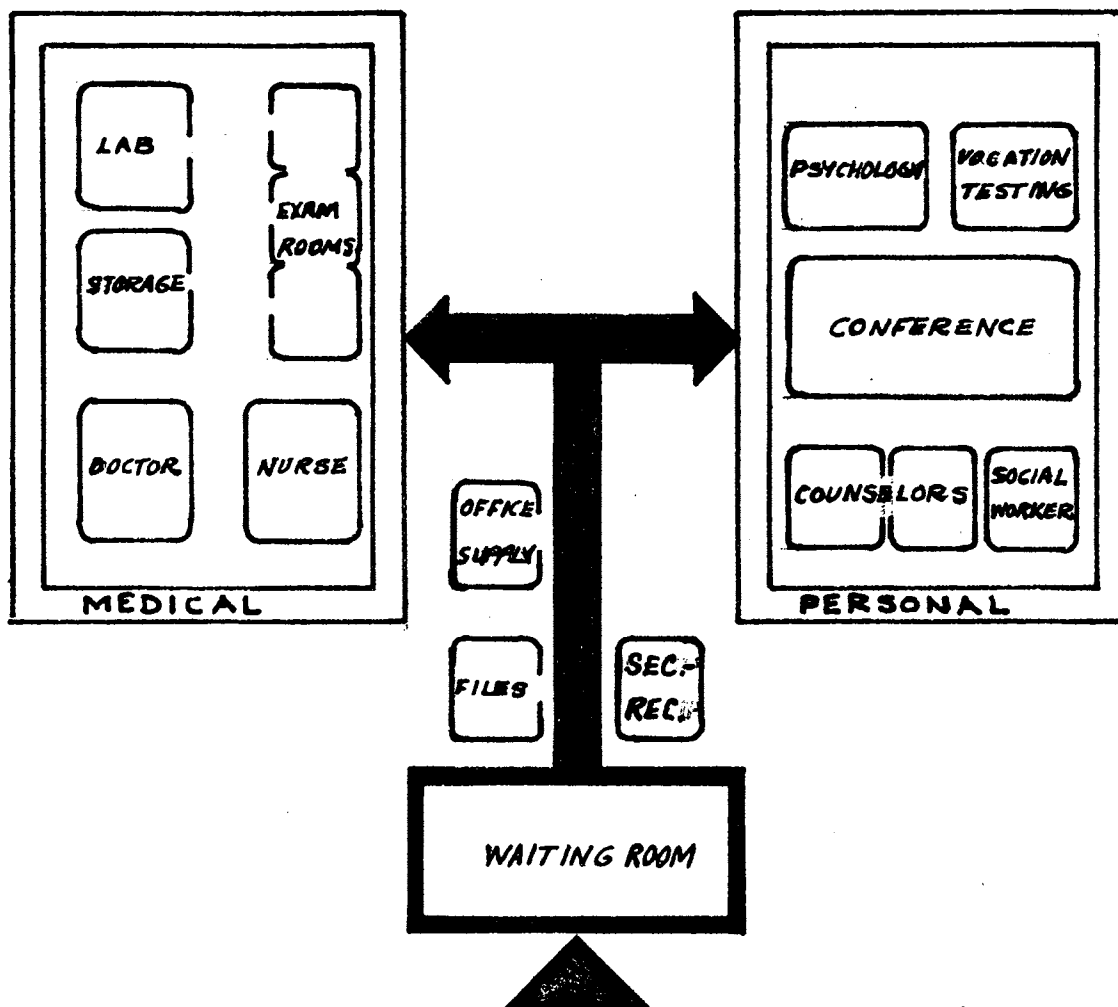 LAB
EXAM
ROOMS
STORAGE
DOCTOR
NURSE
MEDICAL
PSYCHOLOGY
VOCATION
TESTING
CONFERENCE
COUNSELORS
SOCIAL
WORKER
PERSONAL
OFFICE
SUPPLY
FILES
SEC.-
REC.
WAITING ROOM